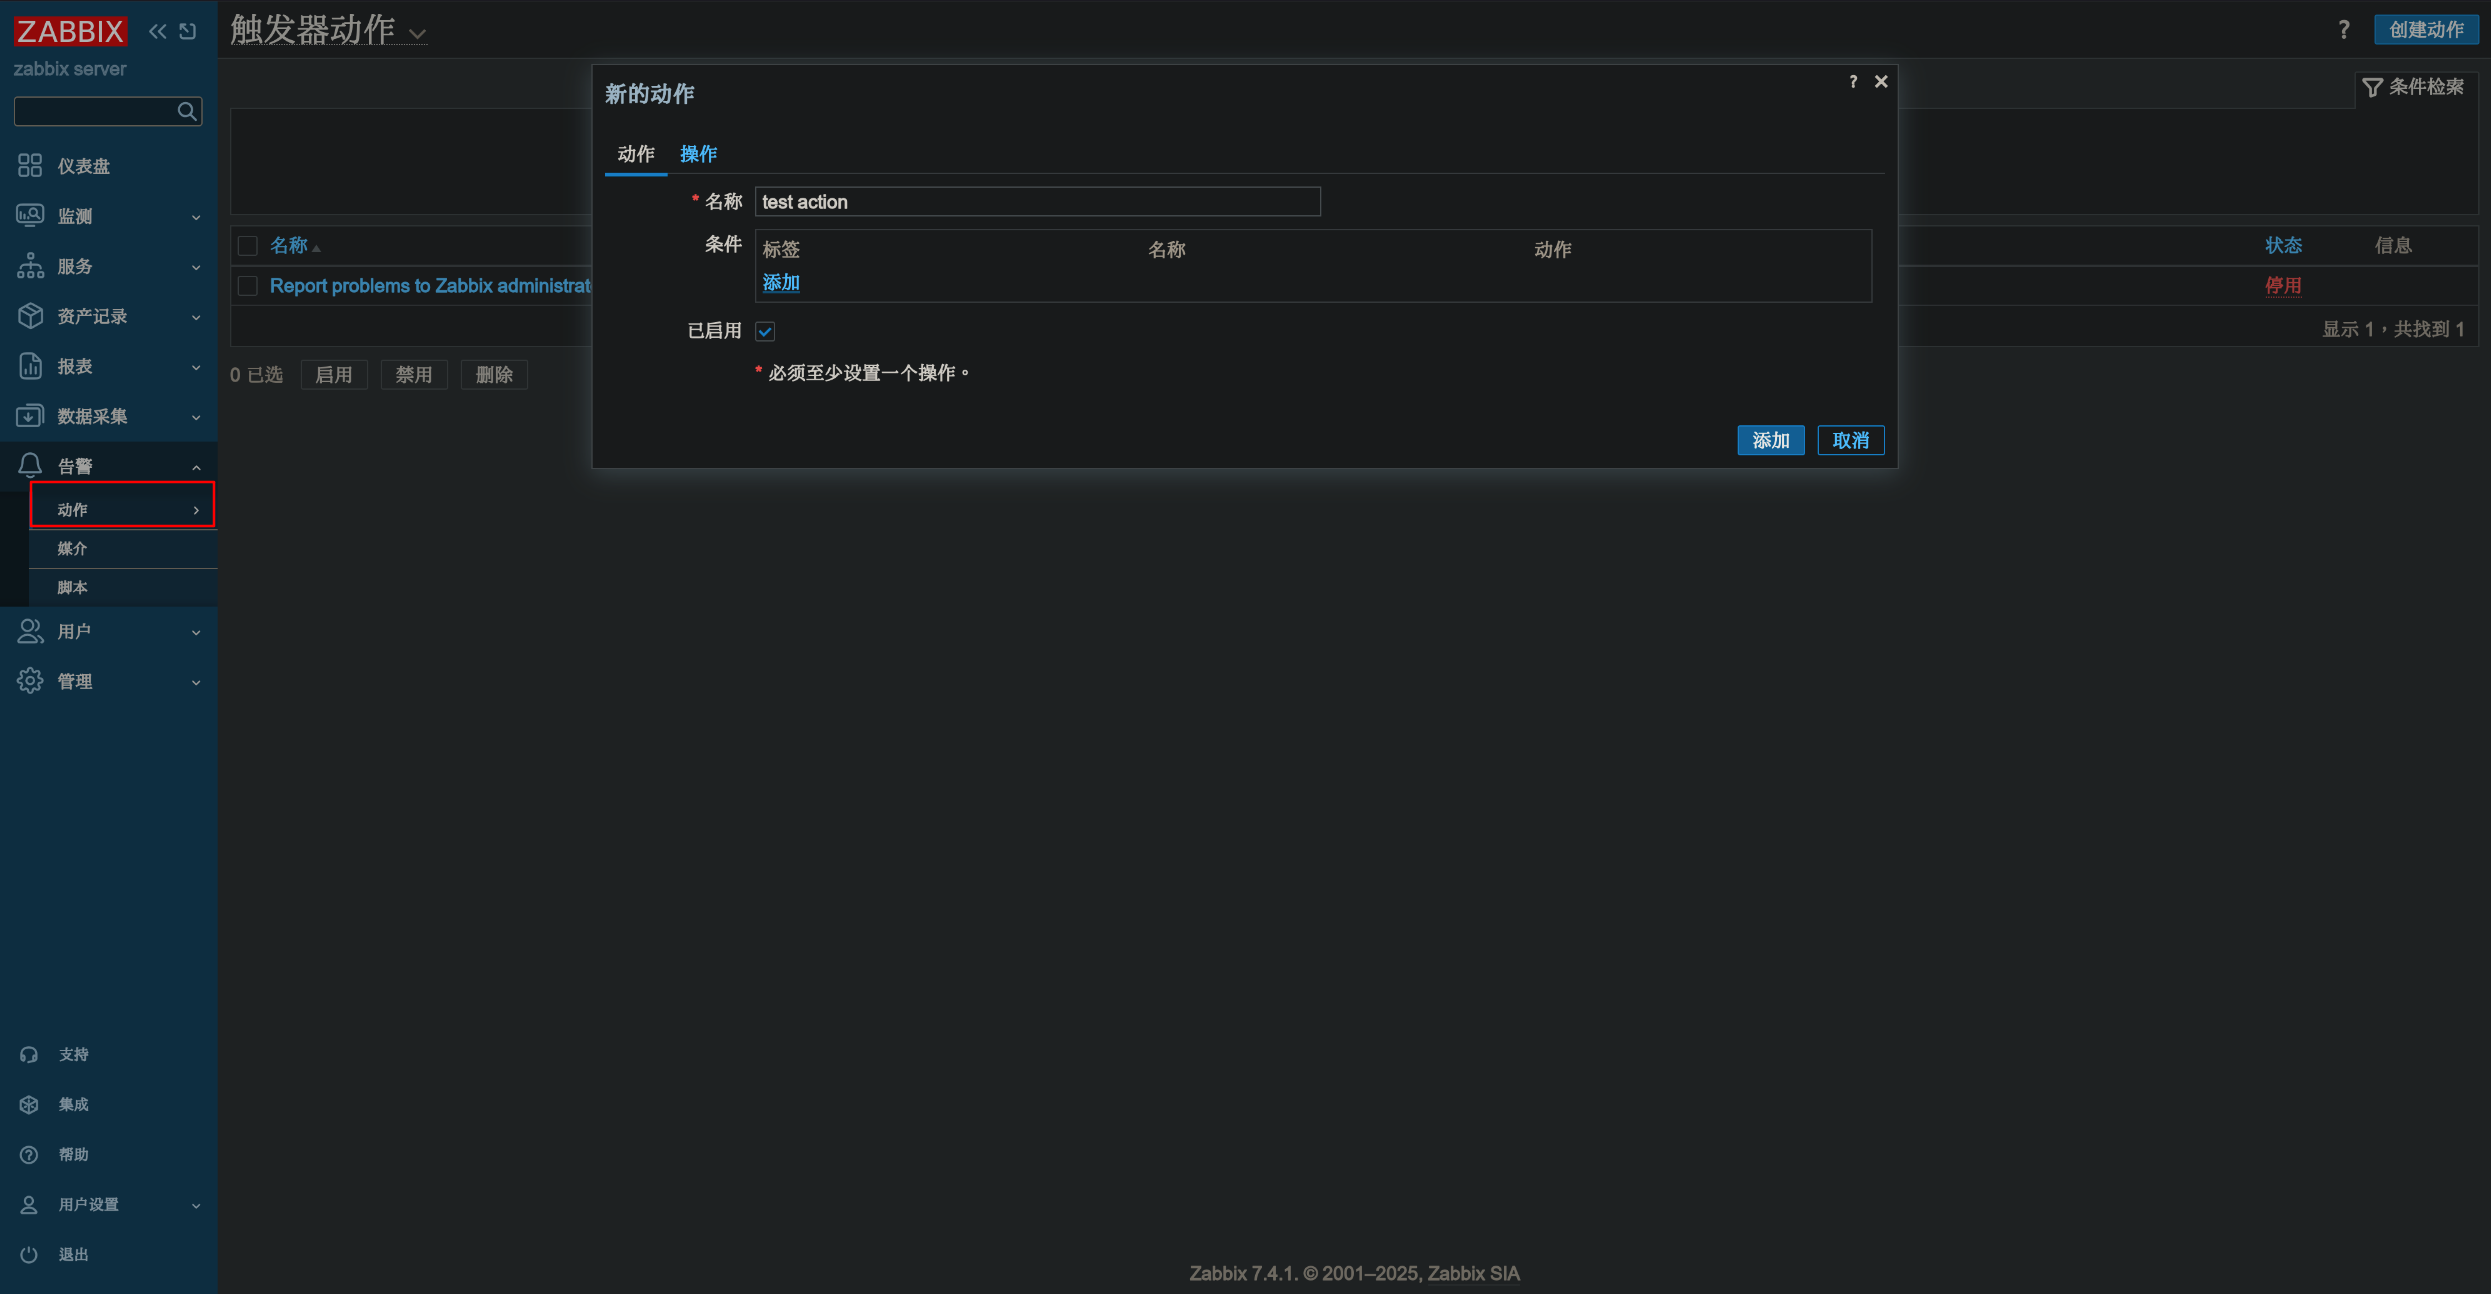 ZABBIX
zabbix server
仪表盘
监测
服务
资产记录
报表
数据采集
告警
动作
媒介
脚本
用户
管理
支持
集成
帮助
用户设置
退出
触发器动作
? 创建动作
条件检索
名称 状态 信息
Report problems to Zabbix administrat 停用
显示 1，共找到 1
0 已选 启用 禁用 删除
新的动作 ?
动作 操作
* 名称 test action
条件 标签 名称 动作
添加
已启用
* 必须至少设置一个操作。
添加 取消
Zabbix 7.4.1. © 2001–2025, Zabbix SIA